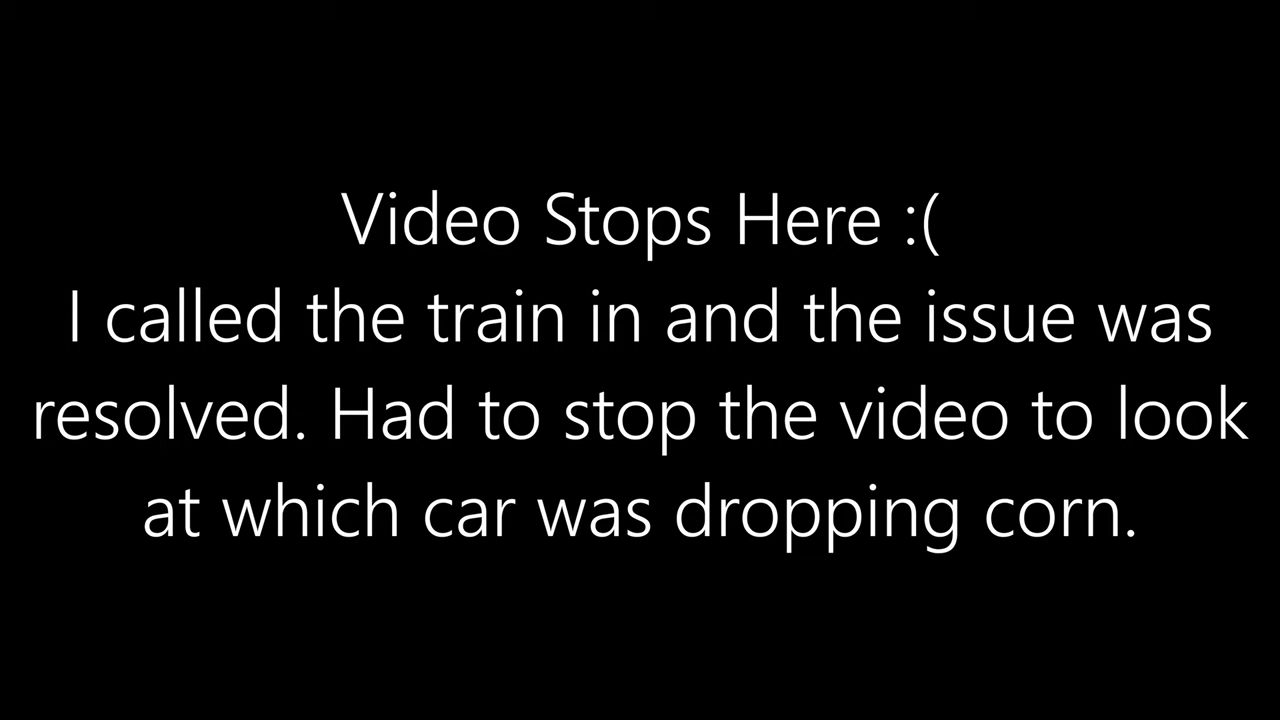 Video Stops Here :(
I called the train in and the issue was
resolved. Had to stop the video to look
at which car was dropping corn.